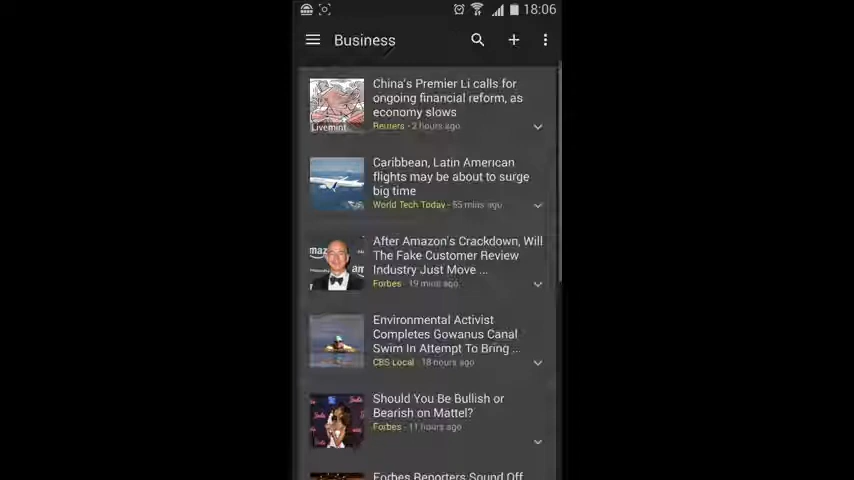 18:06
Business
China's Premier Li calls for
ongoing financial reform, as
economy slows
Livemint
Reuters - 2 hours ago
Caribbean, Latin American
flights may be about to surge
big time
World Tech Today - 55 mins ago
After Amazon's Crackdown, Will
The Fake Customer Review
Industry Just Move ...
Forbes - 19 mins ago
Environmental Activist
Completes Gowanus Canal
Swim In Attempt To Bring ...
CBS Local - 18 hours ago
Should You Be Bullish or
Bearish on Mattel?
Forbes - 11 hours ago
Forbes Reporters Sound Off